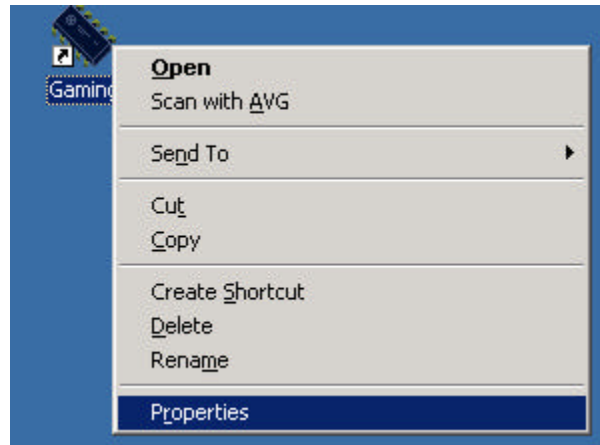 Gaming
Open
Scan with AVG
Send To
Cut
Copy
Create Shortcut
Delete
Rename
Properties